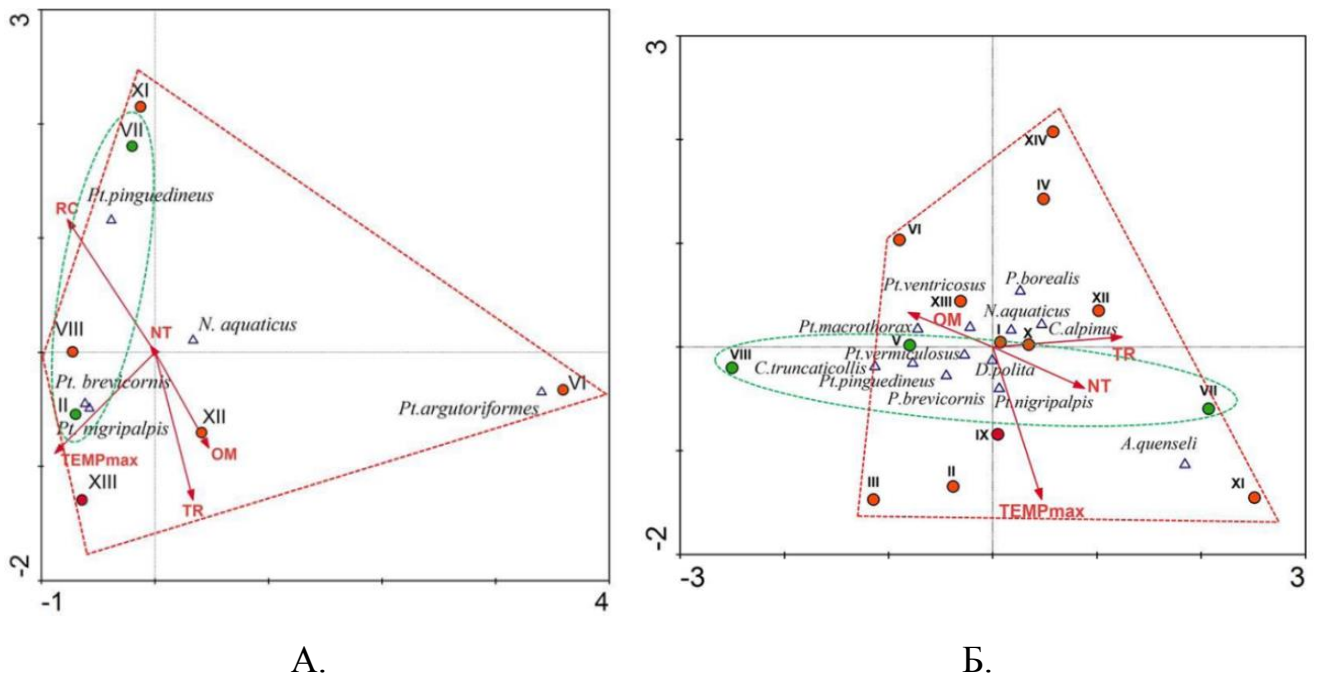 3
XI
VII
Pt.pinguedineus
RC
NT
N. aquaticus
VIII
Pt. brevicornis
VI
II
Pt.argutoriformes
XII
Pt. mgripalpis
OM
TEMPmax
XIII
TR
-2
-1
4
А.
3
XIV
IV
VI
P.borealis
Pt.ventricosus
XIII
XII
OM
N.aquaticus
Pt.macrothorax
I
C.alpinus
V
X
TR
VIII
Pt.vermiculosus
C.truncaticollis
D.polita
Pt.pinguedineus
NT
P.brevicornis
Pt.nigripalpis
VII
IX
A.quenseli
III
II
XI
TEMPmax
-2
-3
3
Б.